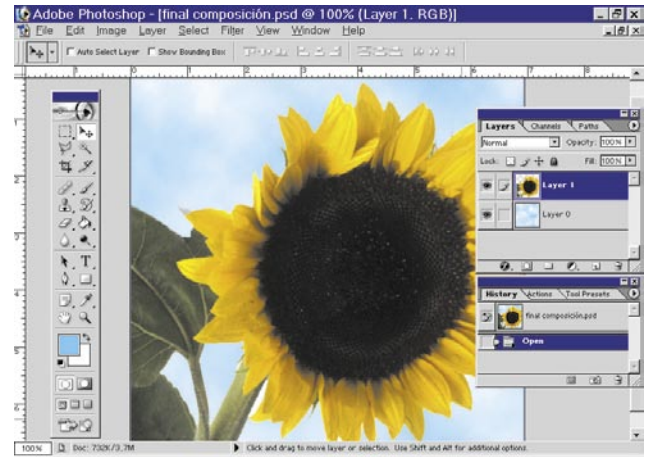 Adobe Photoshop - [final composición.psd @ 100% (Layer 1, RGB)]
File Edit Image Layer Select Filter View Window Help
Auto Select Layer Show Bounding Box
Layers Channels Paths
Normal Opacity: 100%
Lock: Fill: 100%
Layer 1
Layer 0
History Actions Tool Presets
final composición.psd
Open
100% Doc: 732K/3,7M Click and drag to move layer or selection. Use Shift and Alt for additional options.